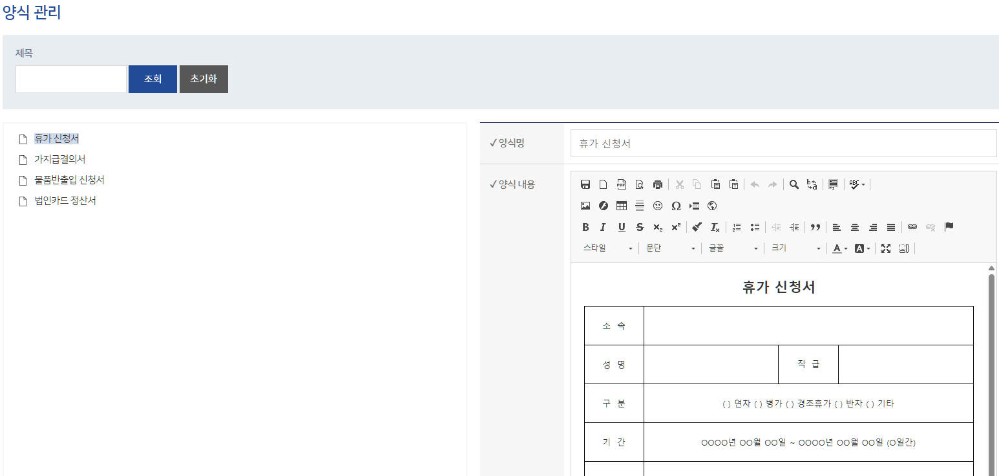 양식 관리
제목
조회 초기화
휴가 신청서
가지급결의서
물품반출입 신청서
법인카드 정산서
✓양식명 휴가 신청서
✓양식 내용
스타일 문단 글꼴 크기
휴가 신청서
소 속
성 명 직 급
구 분 ( ) 연차 ( ) 병가 ( ) 경조휴가 ( ) 반차 ( ) 기타
기 간 OOOO년 OO월 OO일 ~ OOOO년 OO월 OO일 (O일간)